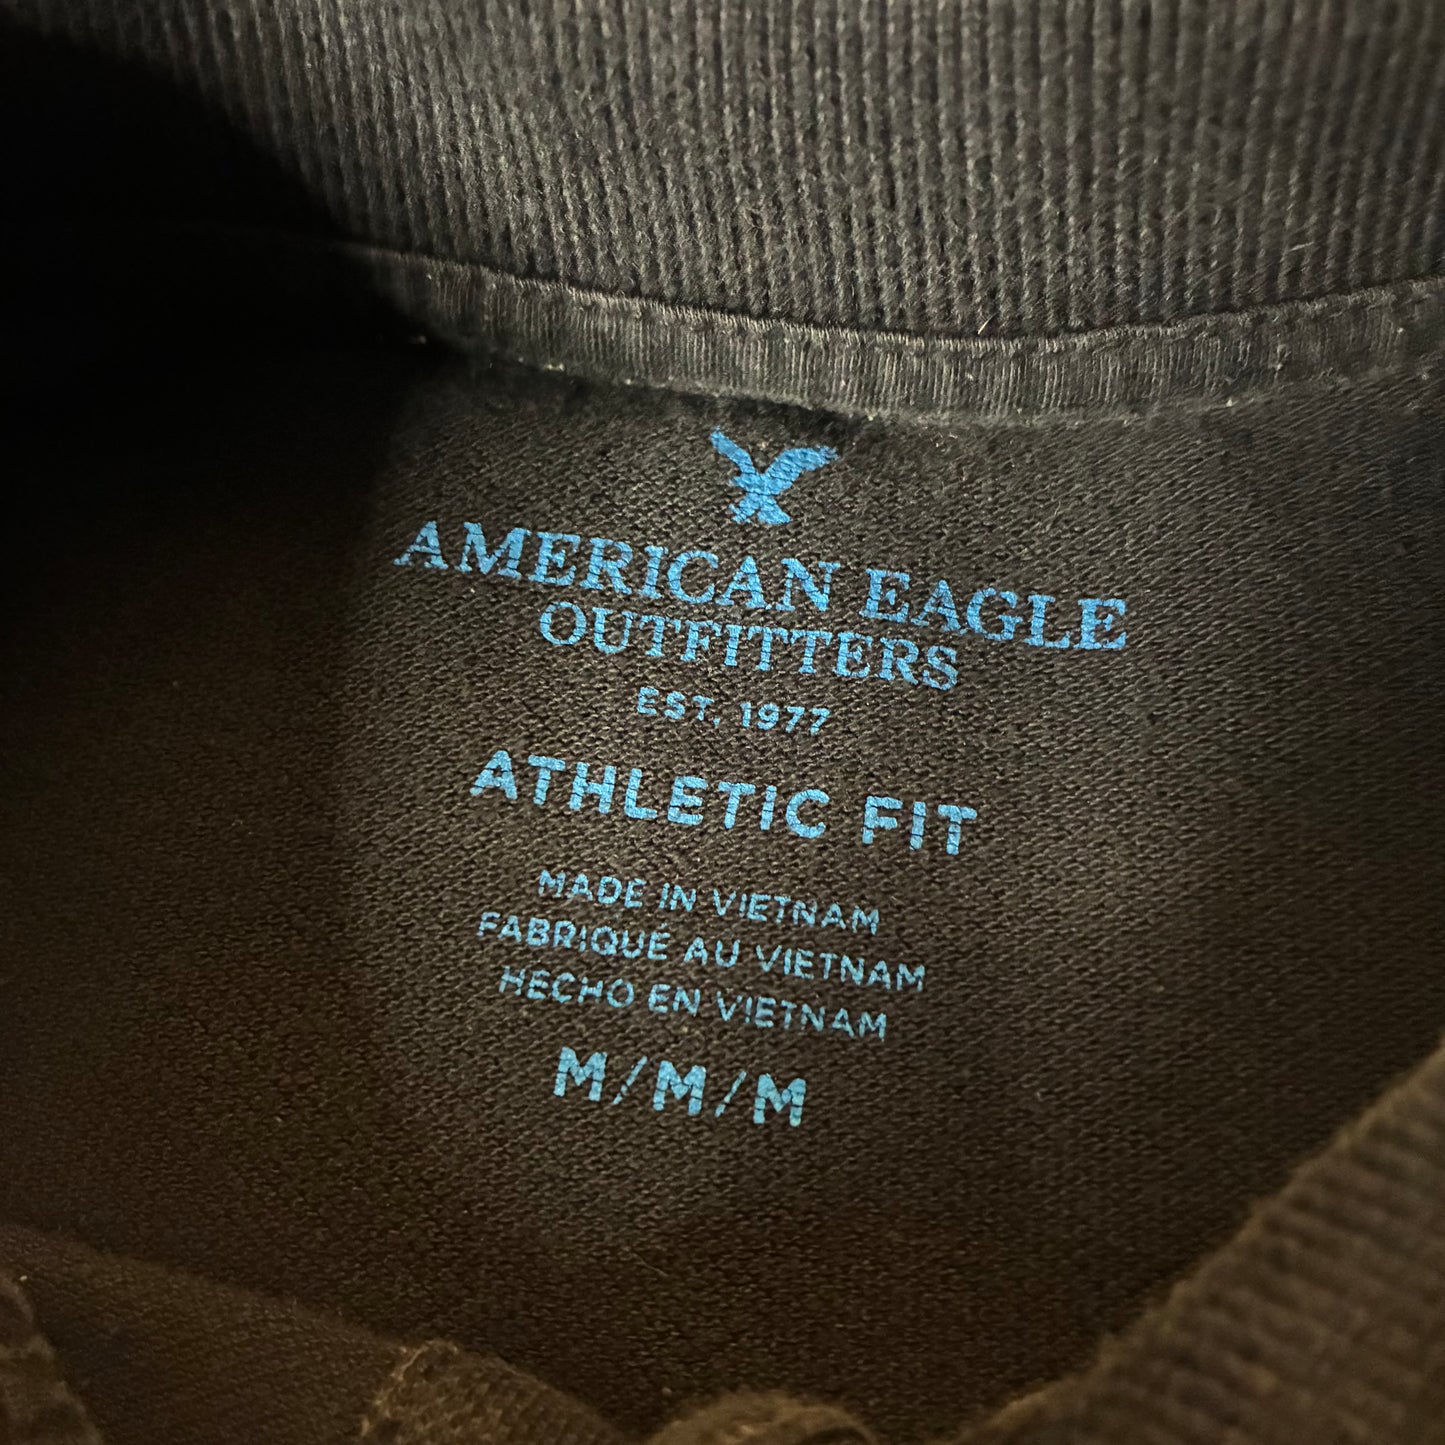 AMERICAN EAGLE
OUTFITTERS
EST. 1977
ATHLETIC FIT
MADE IN VIETNAM
FABRIQUÉ AU VIETNAM
HECHO EN VIETNAM
M/M/M